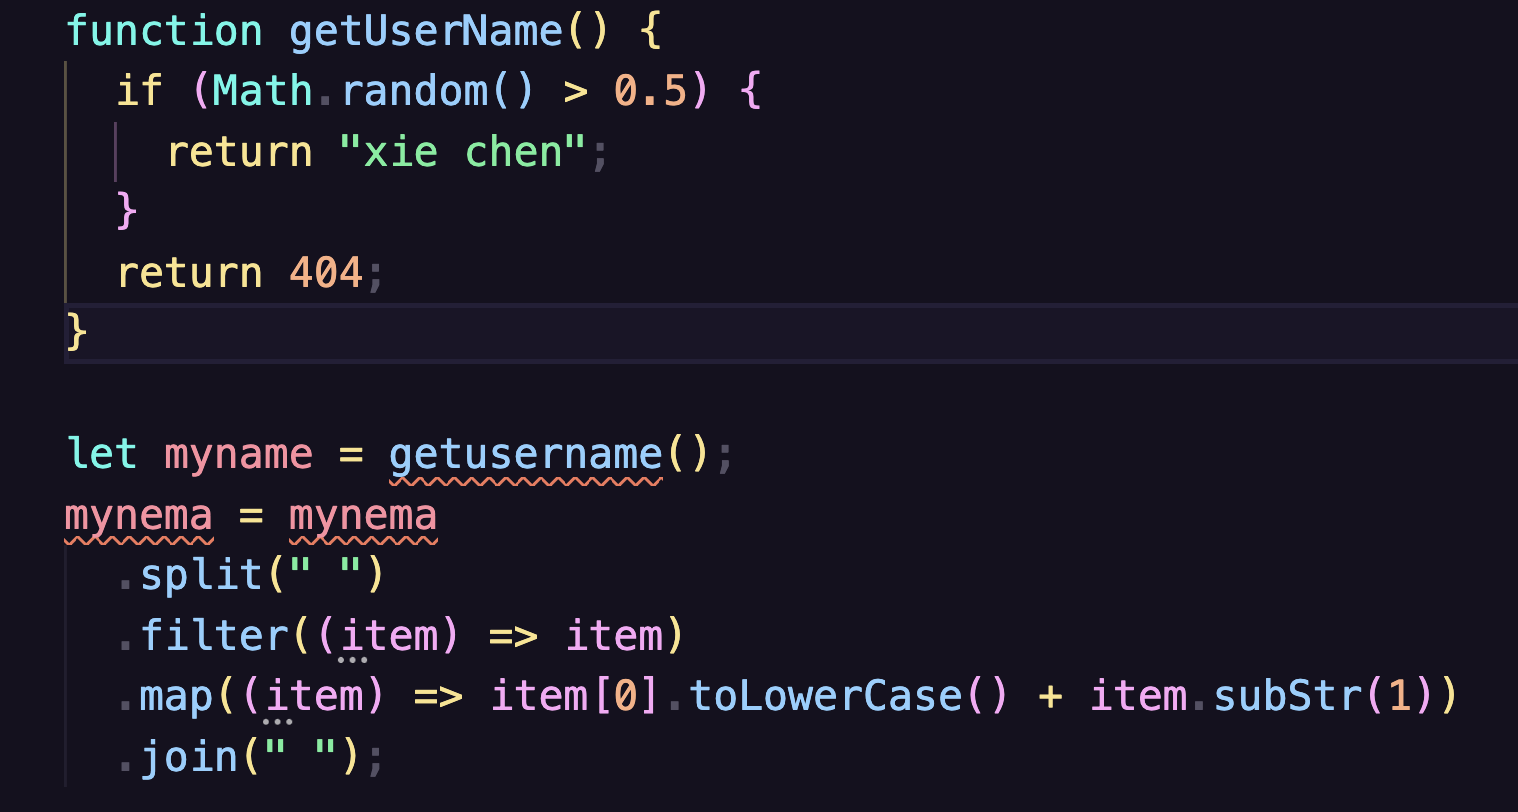 function getUserName() {
if (Math.random() > 0.5) {
return "xie chen";
}
return 404;
}
let myname = getusername();
mynema = mynema
.split(" ")
.filter((item) => item)
.map((item) => item[0].toLowerCase() + item.subStr(1))
.join(" ");